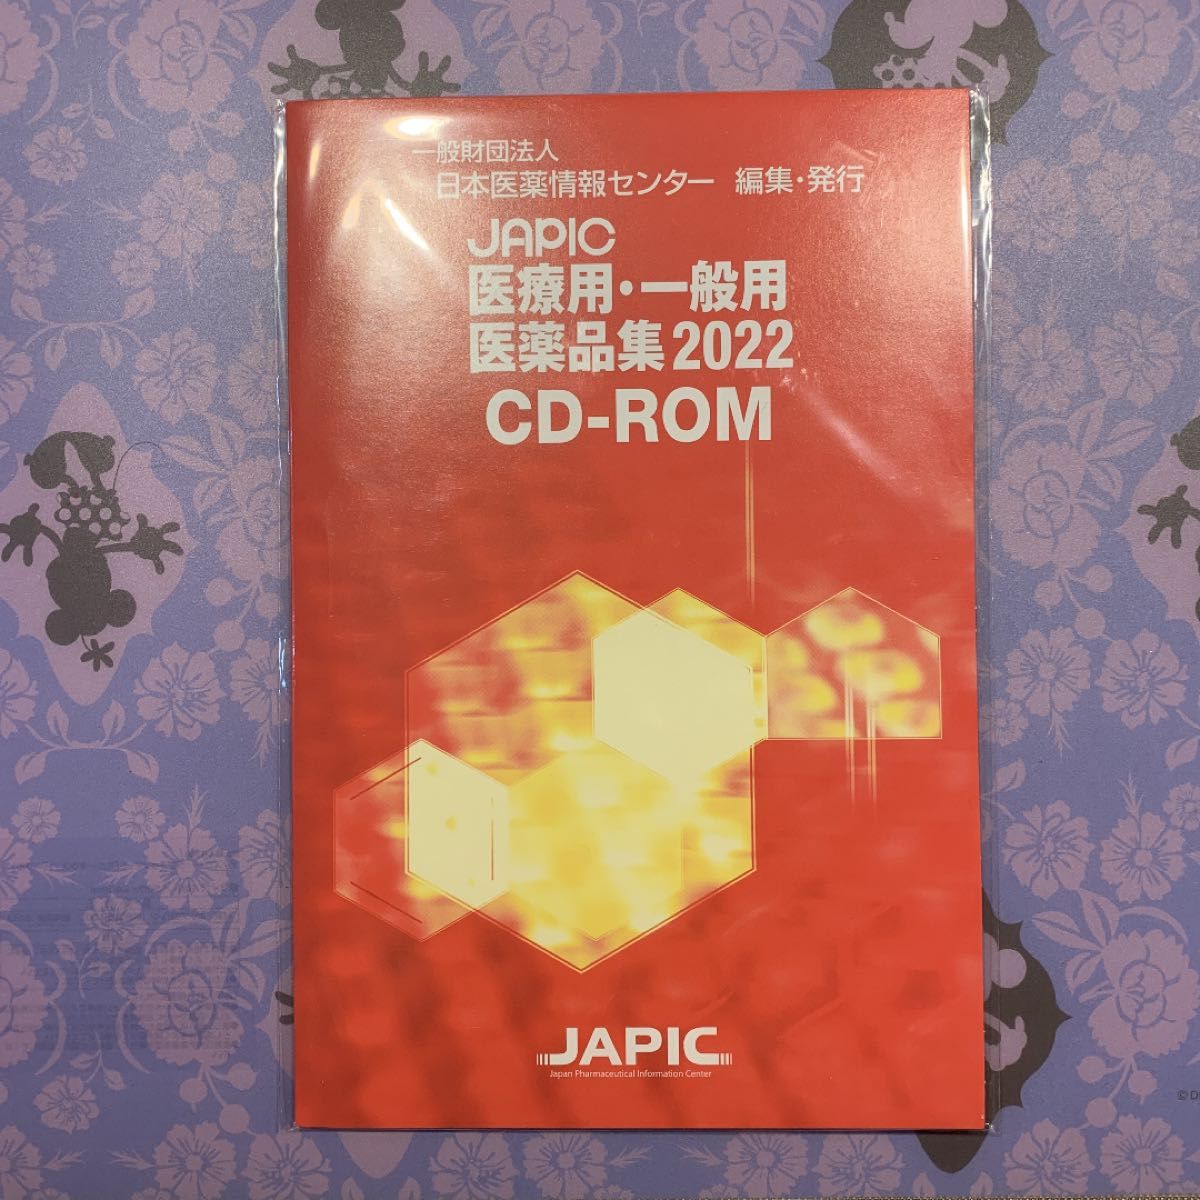 一般財団法人
日本医薬情報センター 編集・発行
JAPIC
医療用・一般用
医薬品集2022
CD-ROM
JAPIC
Japan Pharmaceutical Information Center
©D